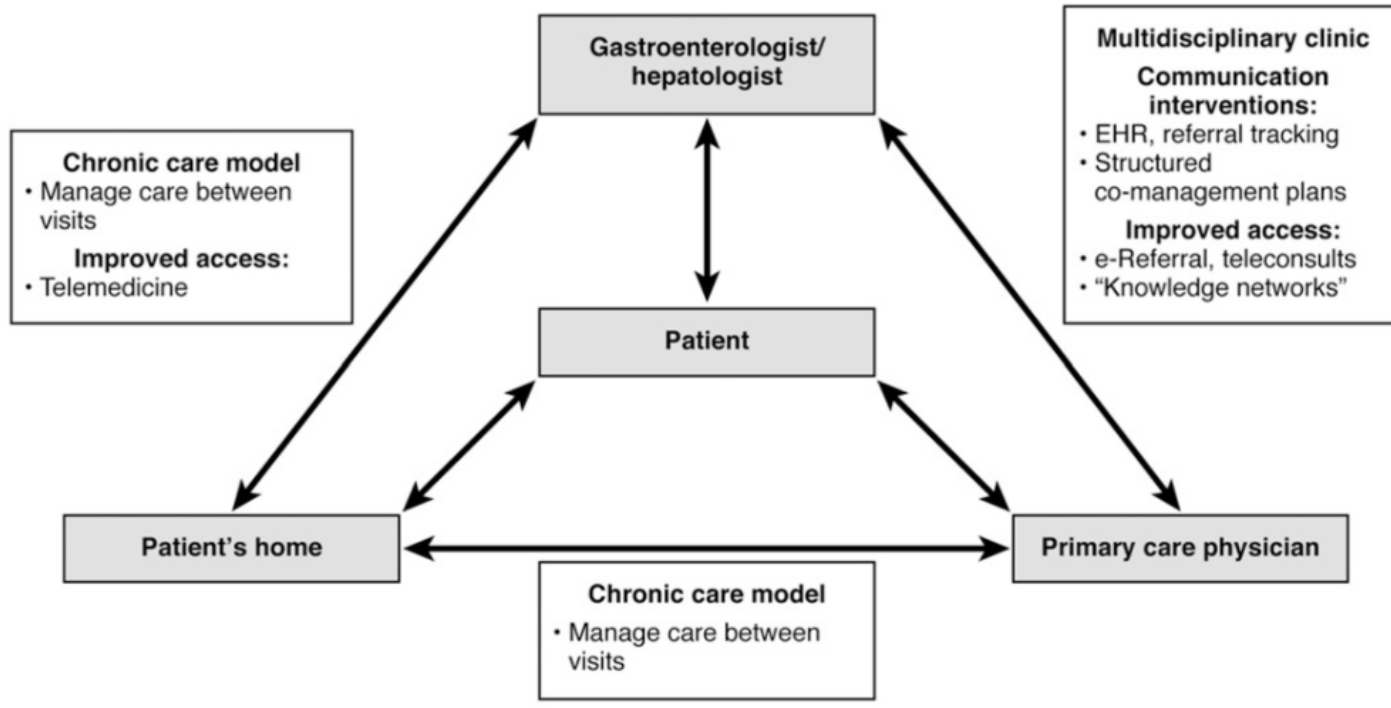 Gastroenterologist/
hepatologist
Multidisciplinary clinic
Communication
interventions:
• EHR, referral tracking
• Structured
co-management plans
Improved access:
• e-Referral, teleconsults
• “Knowledge networks”
Chronic care model
• Manage care between
visits
Improved access:
• Telemedicine
Patient
Patient’s home
Primary care physician
Chronic care model
• Manage care between
visits